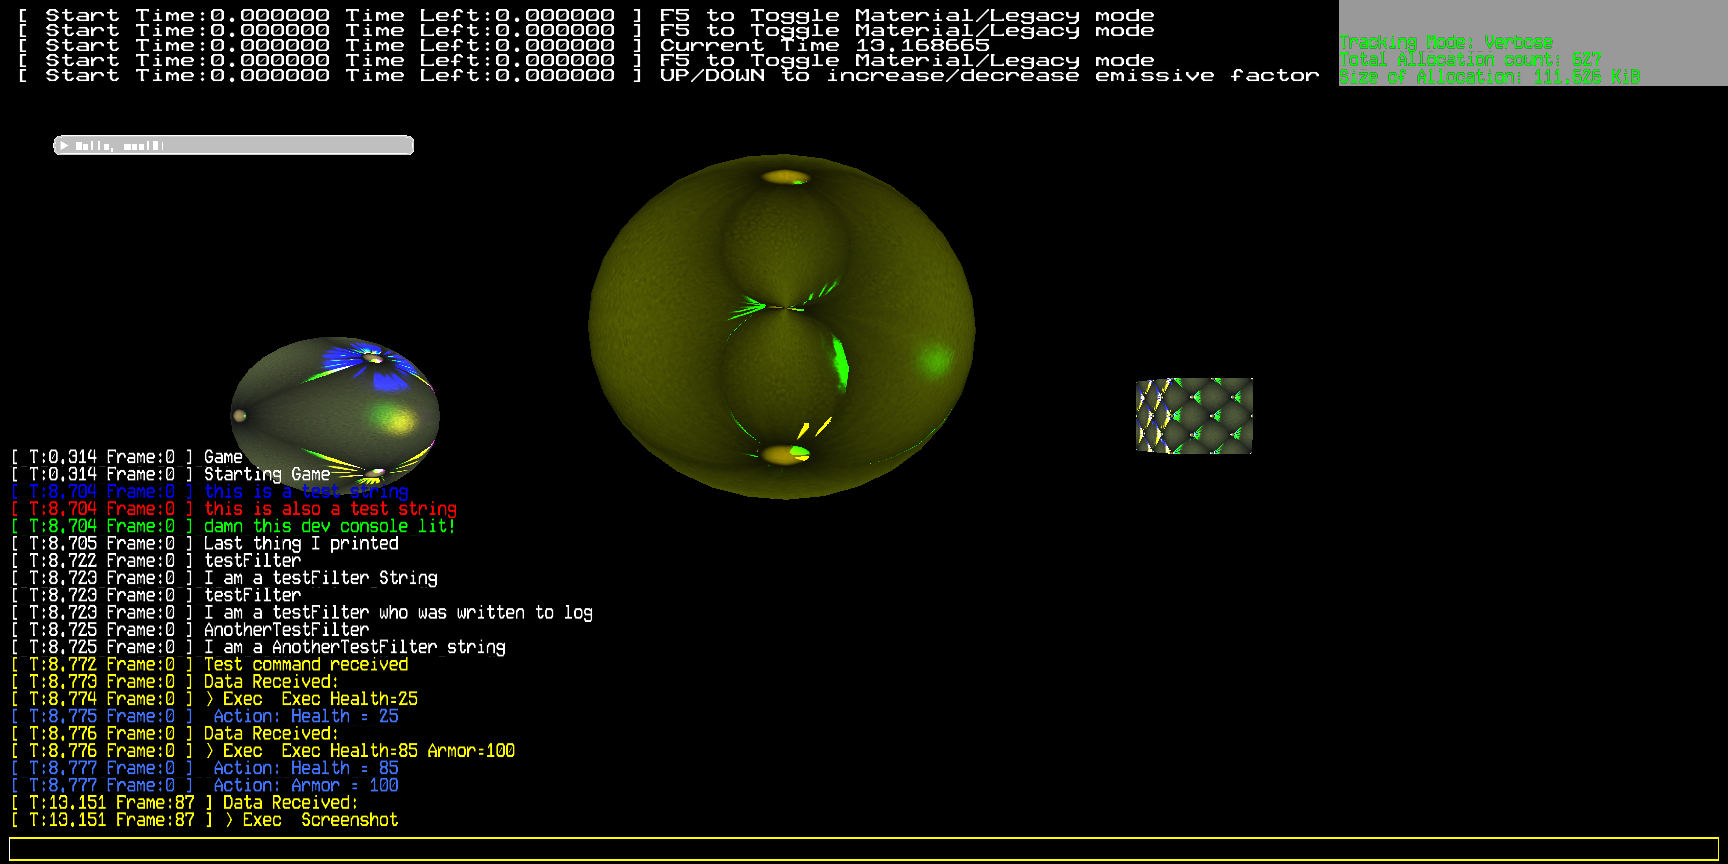 [ Start Time:0.000000 Time Left:0.000000 ] F5 to Toggle Material/Legacy mode
[ Start Time:0.000000 Time Left:0.000000 ] F5 to Toggle Material/Legacy mode
[ Start Time:0.000000 Time Left:0.000000 ] Current Time 13.168665
[ Start Time:0.000000 Time Left:0.000000 ] F5 to Toggle Material/Legacy mode
[ Start Time:0.000000 Time Left:0.000000 ] UP/DOWN to increase/decrease emissive factor
Tracking Mode: Verbose
Total Allocation count: 527
Size of Allocation: 111.526 KiB
Hello,
[ T:0.314 Frame:0 ] Game
[ T:0.314 Frame:0 ] Starting Game
[ T:8.704 Frame:0 ] this is a test string
[ T:8.704 Frame:0 ] this is also a test string
[ T:8.704 Frame:0 ] damn this dev console lit!
[ T:8.705 Frame:0 ] Last thing I printed
[ T:8.722 Frame:0 ] testFilter
[ T:8.723 Frame:0 ] I am a testFilter String
[ T:8.723 Frame:0 ] testFilter
[ T:8.723 Frame:0 ] I am a testFilter who was written to log
[ T:8.725 Frame:0 ] AnotherTestFilter
[ T:8.725 Frame:0 ] I am a AnotherTestFilter string
[ T:8.772 Frame:0 ] Test command received
[ T:8.773 Frame:0 ] Data Received:
[ T:8.774 Frame:0 ] > Exec  Exec Health=25
[ T:8.775 Frame:0 ]  Action: Health = 25
[ T:8.776 Frame:0 ] Data Received:
[ T:8.776 Frame:0 ] > Exec  Exec Health=85 Armor=100
[ T:8.777 Frame:0 ]  Action: Health = 85
[ T:8.777 Frame:0 ]  Action: Armor = 100
[ T:13.151 Frame:87 ] Data Received:
[ T:13.151 Frame:87 ] > Exec  Screenshot